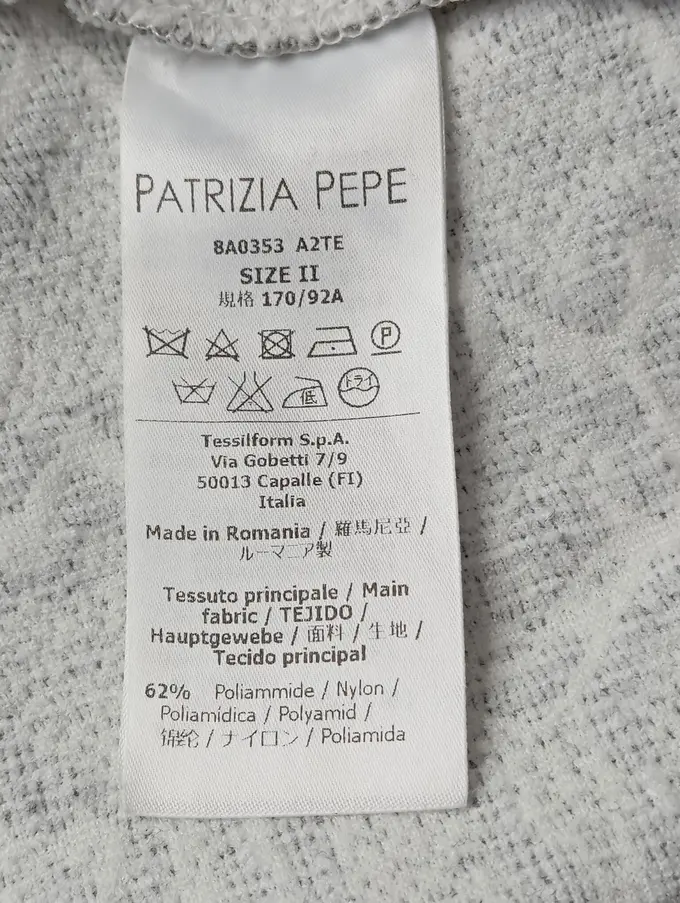 PATRIZIA PEPE
8A0353 A2TE
SIZE II
規格 170/92A
P
低 ドライ
Tessilform S.p.A.
Via Gobetti 7/9
50013 Capalle (FI)
Italia
Made in Romania / 羅馬尼亞 /
ルーマニア製
Tessuto principale / Main
fabric / TEJIDO /
Hauptgewebe / 面料 / 生地 /
Tecido principal
62% Poliammide / Nylon /
Poliamídica / Polyamid /
锦纶 / ナイロン / Poliamida